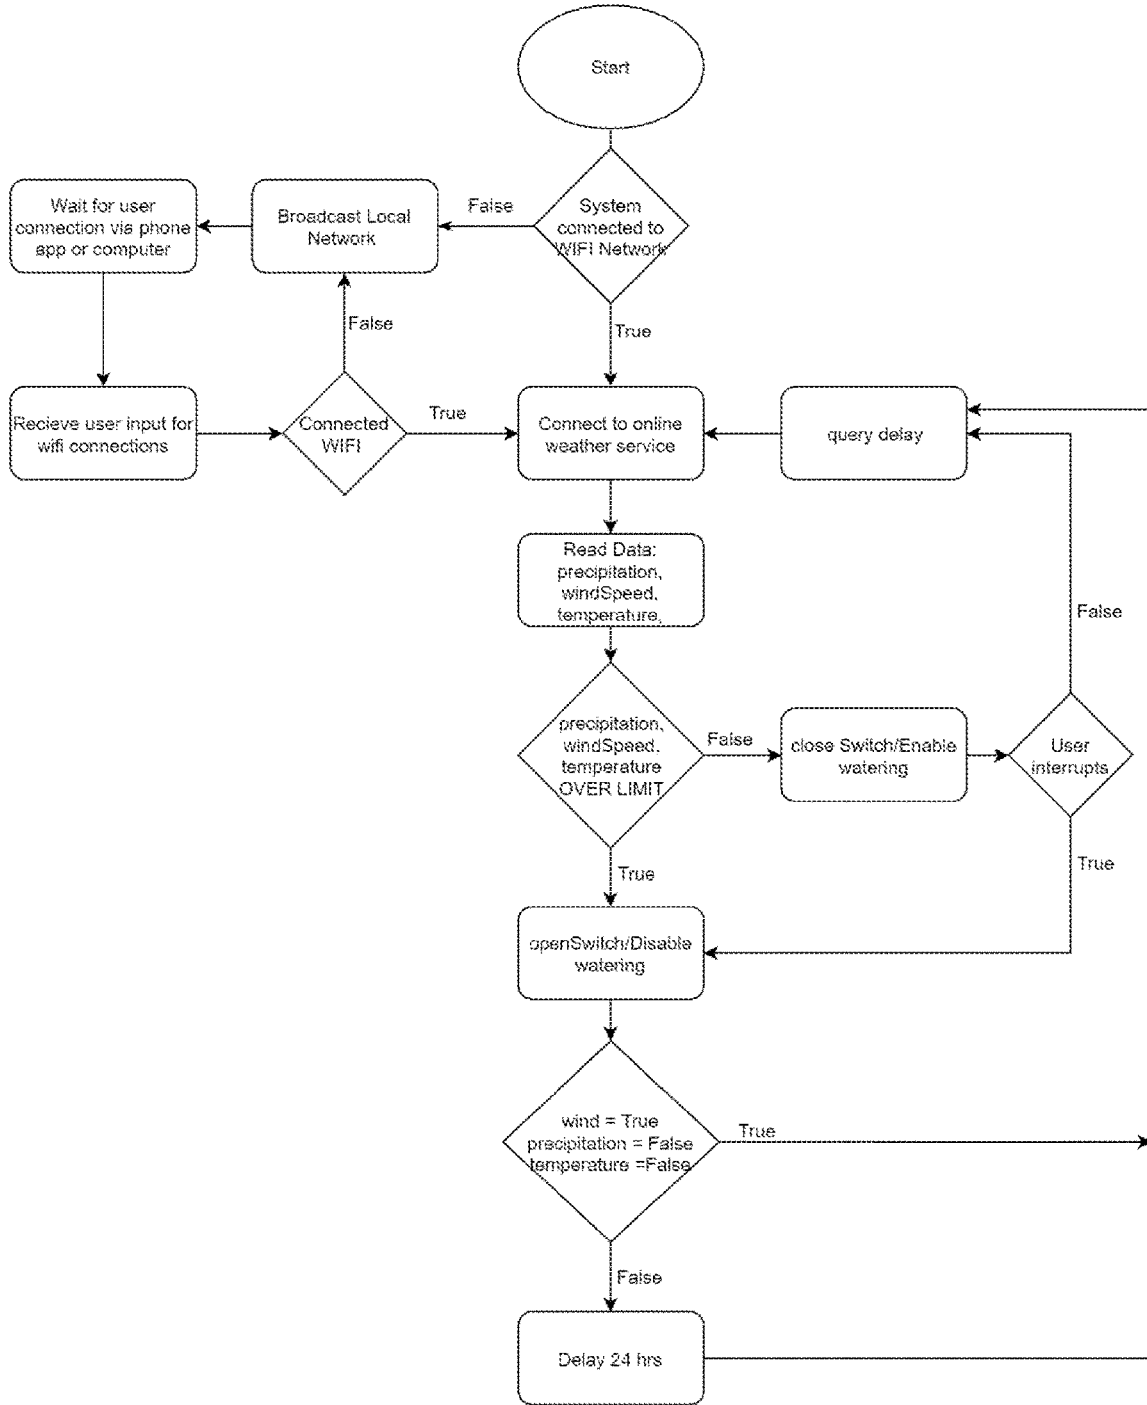 Start
System
connected to
WIFI Network
False
Broadcast Local
Network
Wait for user
connection via phone
app or computer
True
False
Recieve user input for
wifi connections
Connected
WIFI
True
Connect to online
weather service
query delay
Read Data:
precipitation,
windSpeed,
temperature,
False
precipitation,
windSpeed,
temperature
OVER LIMIT
False
close Switch/Enable
watering
User
interrupts
True
True
openSwitch/Disable
watering
wind = True
precipitation = False
temperature =False
True
False
Delay 24 hrs